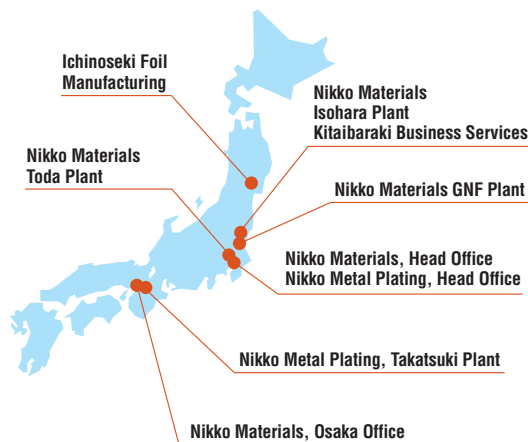 Ichinoseki Foil
Manufacturing
Nikko Materials
Isohara Plant
Kitaibaraki Business Services
Nikko Materials
Toda Plant
Nikko Materials GNF Plant
Nikko Materials, Head Office
Nikko Metal Plating, Head Office
Nikko Metal Plating, Takatsuki Plant
Nikko Materials, Osaka Office